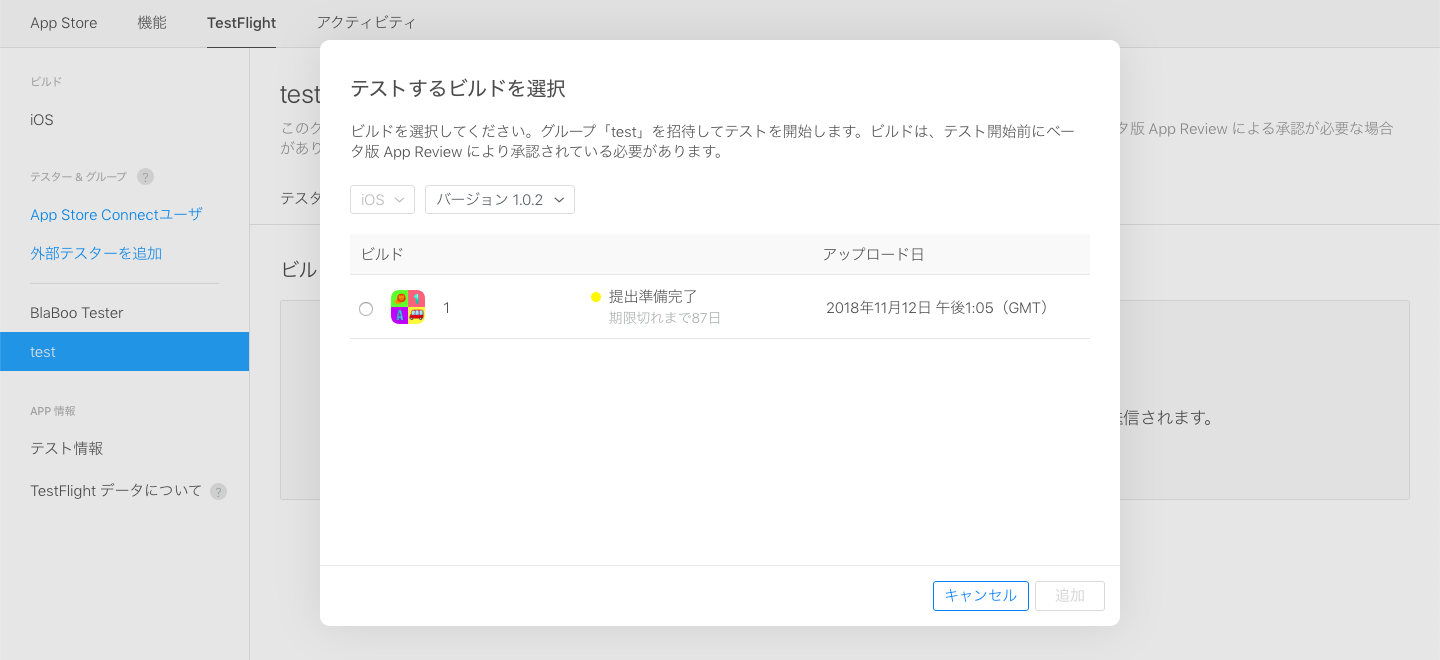 App Store 機能 TestFlight アクティビティ
ビルド
iOS
テスター & グループ ?
App Store Connectユーザ
外部テスターを追加
BlaBoo Tester
test
APP 情報
テスト情報
TestFlight データについて ?
test
このグ
があり
タ版 App Review による承認が必要な場合
テスタ
ビル
送信されます。
テストするビルドを選択
ビルドを選択してください。グループ「test」を招待してテストを開始します。ビルドは、テスト開始前にベー
タ版 App Review により承認されている必要があります。
iOS バージョン 1.0.2
ビルド アップロード日
1 提出準備完了 2018年11月12日 午後1:05（GMT）
期限切れまで87日
キャンセル 追加